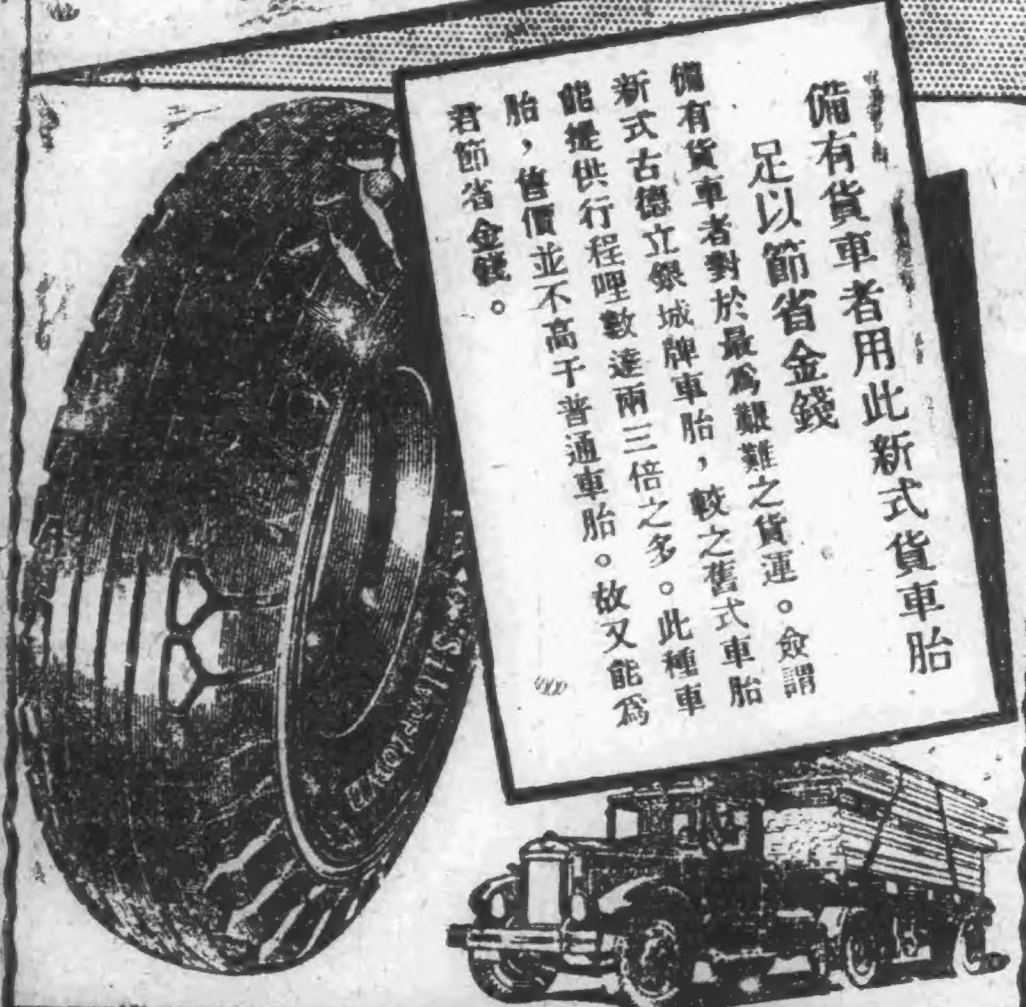 備有貨車者用此新式貨車胎
足以節省金錢
備有貨車者對於最爲艱難之貨運。僉謂
新式古德立銀城牌車胎，較之舊式車胎
能提供行程哩數達兩三倍之多。此種車
胎，售價並不高于普通車胎。故又能爲
君節省金錢。
Silvertown